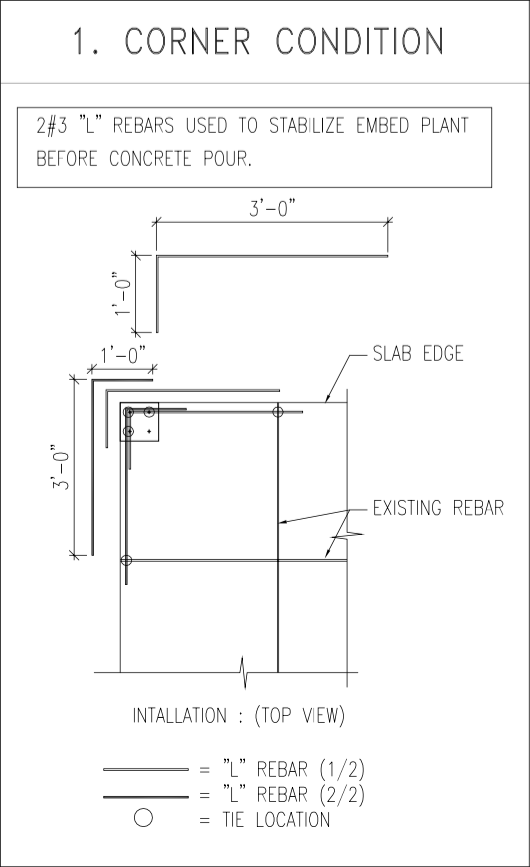 1. CORNER CONDITION
2#3 "L" REBARS USED TO STABILIZE EMBED PLANT
BEFORE CONCRETE POUR.
3'-0"
1'-0"
1'-0"
SLAB EDGE
3'-0"
EXISTING REBAR
INTALLATION : (TOP VIEW)
= "L" REBAR (1/2)
= "L" REBAR (2/2)
= TIE LOCATION